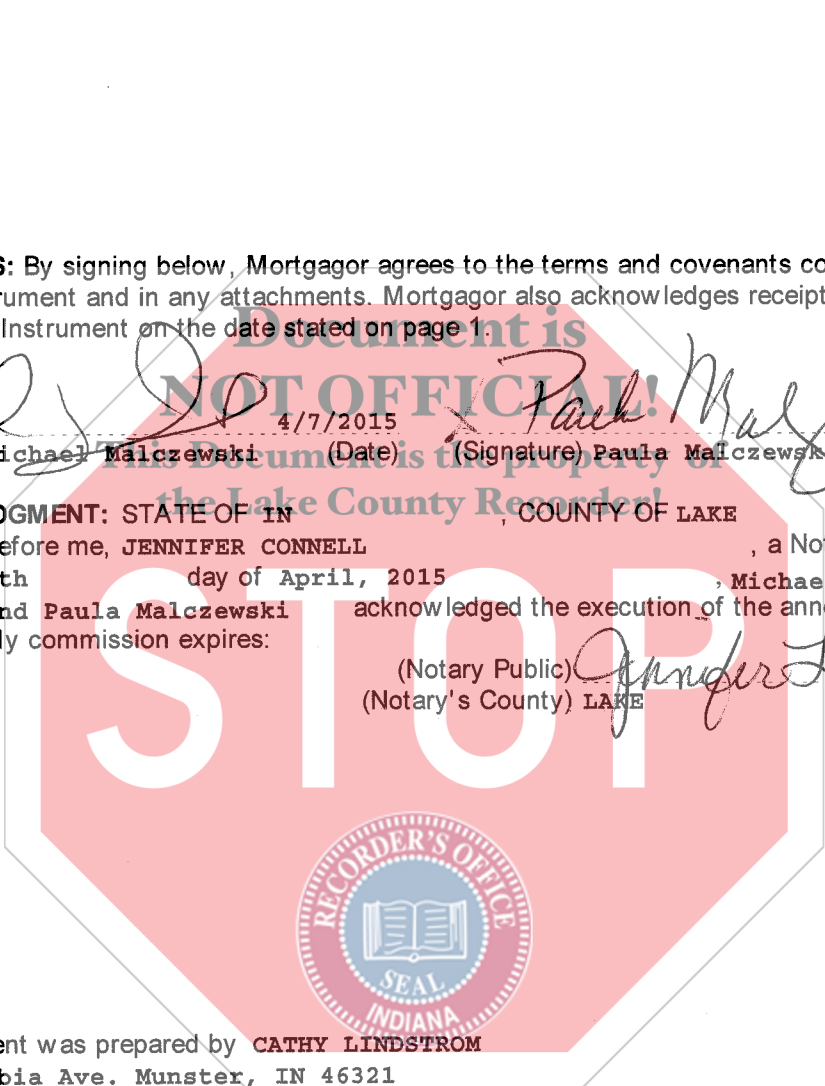 S: By signing below, Mortgagor agrees to the terms and covenants co
rument and in any attachments. Mortgagor also acknowledges receipt
Instrument on the date stated on page 1.
Document is
NOT OFFICIAL!
This Document is the property of
the Lake County Recorder!
4/7/2015 Paula Mal
ichael Malczewski (Date) (Signature) Paula Malczewsk
OGMENT: STATE OF IN , COUNTY OF LAKE
efore me, JENNIFER CONNELL , a No
th day of April, 2015 , Michae
nd Paula Malczewski acknowledged the execution of the ann
ly commission expires:
(Notary Public) Jennifer L
(Notary's County) LAKE
STOP
RECORDER'S OFFICE
SEAL
INDIANA
ent was prepared by CATHY LINDSTROM
bia Ave. Munster, IN 46321